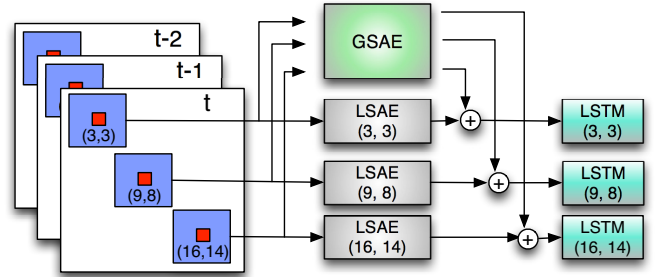 t-2
t-1
t
(3,3)
(9,8)
(16,14)
GSAE
LSAE
(3, 3)
+
LSTM
(3, 3)
LSAE
(9, 8)
+
LSTM
(9, 8)
LSAE
(16, 14)
+
LSTM
(16, 14)